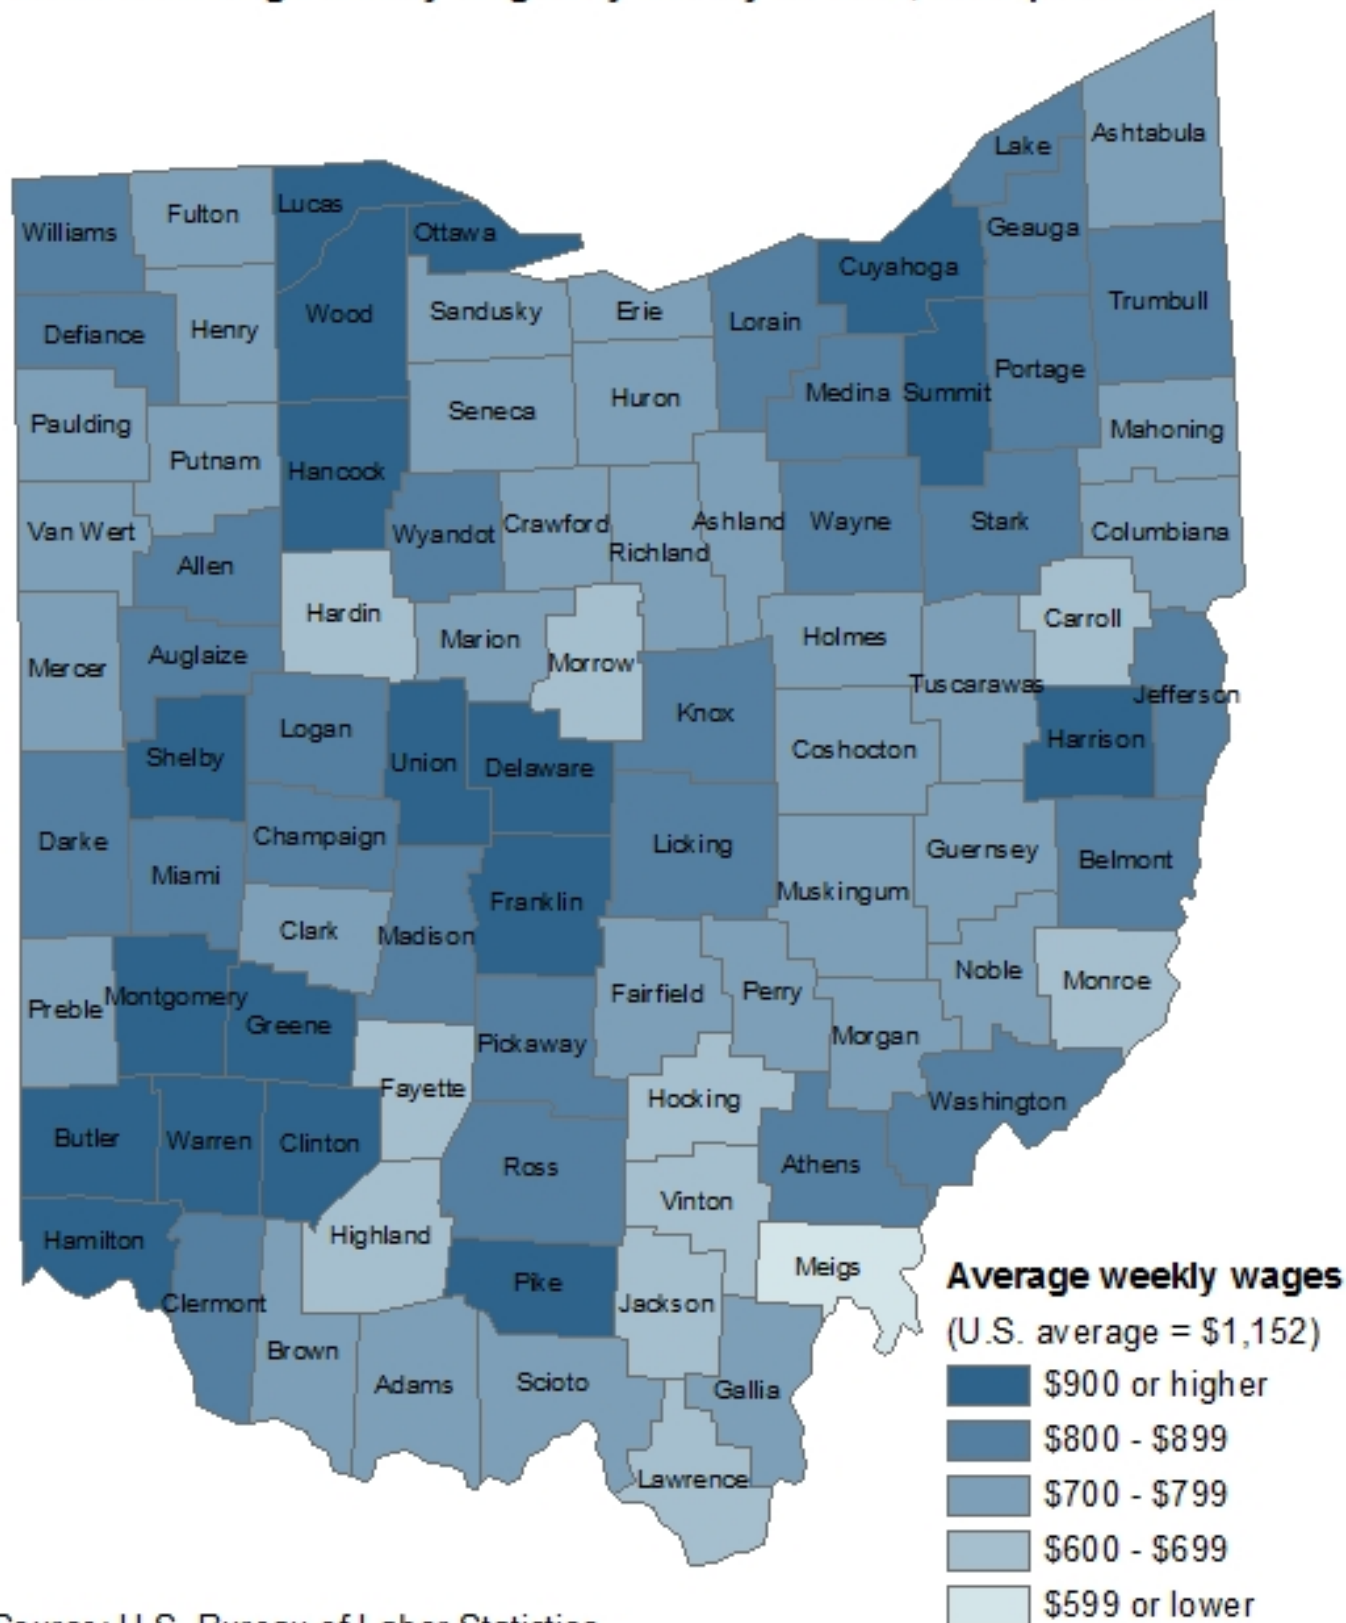 Ashtabula
Lake
Lucas
Fulton
Williams
Ottawa
Geauga
Cuyahoga
Trumbull
Sandusky
Erie
Wood
Lorain
Henry
Defiance
Portage
Medina
Summit
Huron
Seneca
Paulding
Mahoning
Putnam
Hancock
Van Wert
Wyandot
Crawford
Ashland
Wayne
Stark
Columbiana
Richland
Allen
Hardin
Carroll
Marion
Holmes
Auglaize
Mercer
Morrow
Tuscarawas
Jefferson
Knox
Logan
Harrison
Coshocton
Shelby
Union
Delaware
Darke
Champaign
Licking
Guernsey
Belmont
Miami
Muskingum
Franklin
Clark
Madison
Noble
Monroe
Perry
Fairfield
Montgomery
Preble
Greene
Morgan
Pickaway
Fayette
Hocking
Washington
Butler
Warren
Clinton
Athens
Ross
Vinton
Highland
Hamilton
Meigs
Pike
Clermont
Jackson
Brown
Adams
Scioto
Gallia
Lawrence
Average weekly wages
(U.S. average = $1,152)
$900 or higher
$800 - $899
$700 - $799
$600 - $699
$599 or lower
Source: U.S. Bureau of Labor Statistics